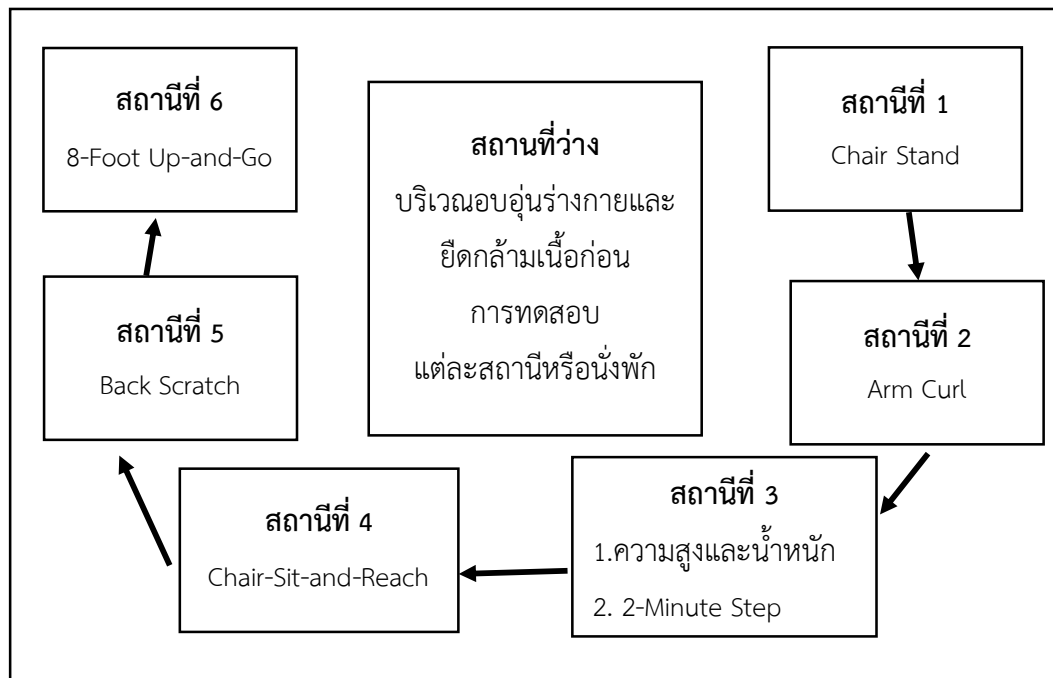 สถานีที่ 6
8-Foot Up-and-Go
สถานที่ว่าง
บริเวณอบอุ่นร่างกายและ
ยืดกล้ามเนื้อก่อน
การทดสอบ
แต่ละสถานีหรือนั่งพัก
สถานีที่ 1
Chair Stand
สถานีที่ 5
Back Scratch
สถานีที่ 2
Arm Curl
สถานีที่ 4
Chair-Sit-and-Reach
สถานีที่ 3
1.ความสูงและน้ำหนัก
2. 2-Minute Step